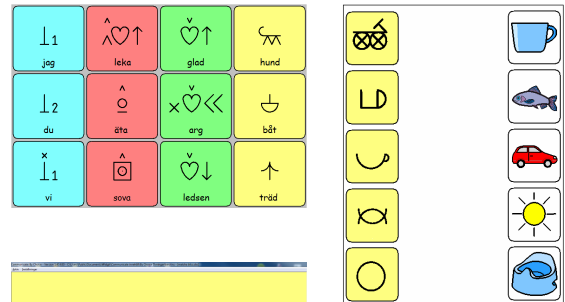 jag leka glad hund
du äta arg båt
vi sova ledsen träd